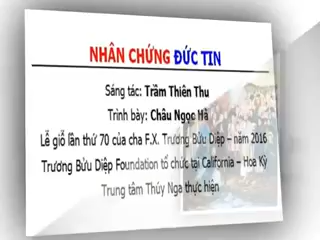 NHÂN CHỨNG ĐỨC TIN
Sáng tác: Trầm Thiên Thu
Trình bày: Châu Ngọc Hà
Lễ giỗ lần thứ 70 của cha F.X. Trương Bửu Diệp – năm 2016
Trương Bửu Diệp Foundation tổ chức tại California – Hoa Kỳ
Trung tâm Thúy Nga thực hiện